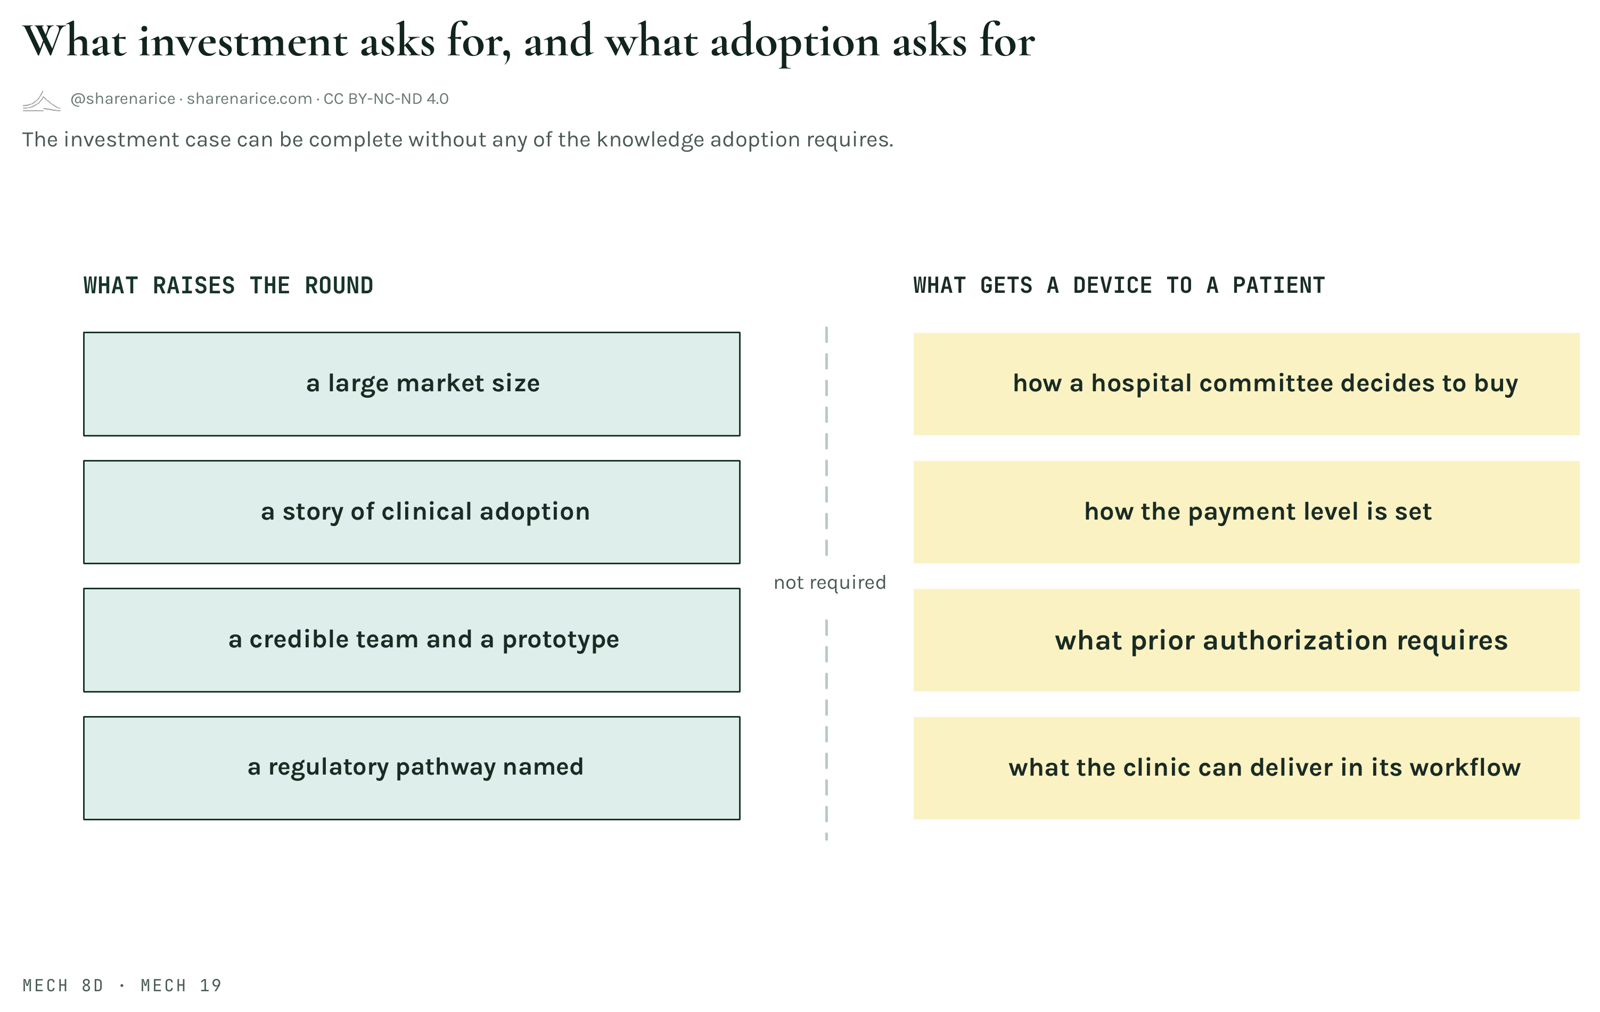 What investment asks for, and what adoption asks for
@sharenarice · sharenarice.com · CC BY-NC-ND 4.0
The investment case can be complete without any of the knowledge adoption requires.
WHAT RAISES THE ROUND
a large market size
a story of clinical adoption
a credible team and a prototype
a regulatory pathway named
not required
WHAT GETS A DEVICE TO A PATIENT
how a hospital committee decides to buy
how the payment level is set
what prior authorization requires
what the clinic can deliver in its workflow
MECH 8D · MECH 19